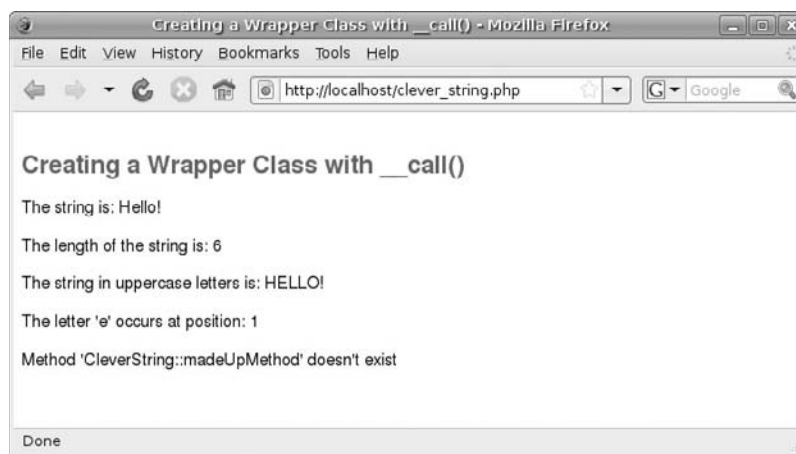 Creating a Wrapper Class with __call() - Mozilla Firefox
File Edit View History Bookmarks Tools Help
http://localhost/clever_string.php G Google
Creating a Wrapper Class with __call()
The string is: Hello!
The length of the string is: 6
The string in uppercase letters is: HELLO!
The letter 'e' occurs at position: 1
Method 'CleverString::madeUpMethod' doesn't exist
Done